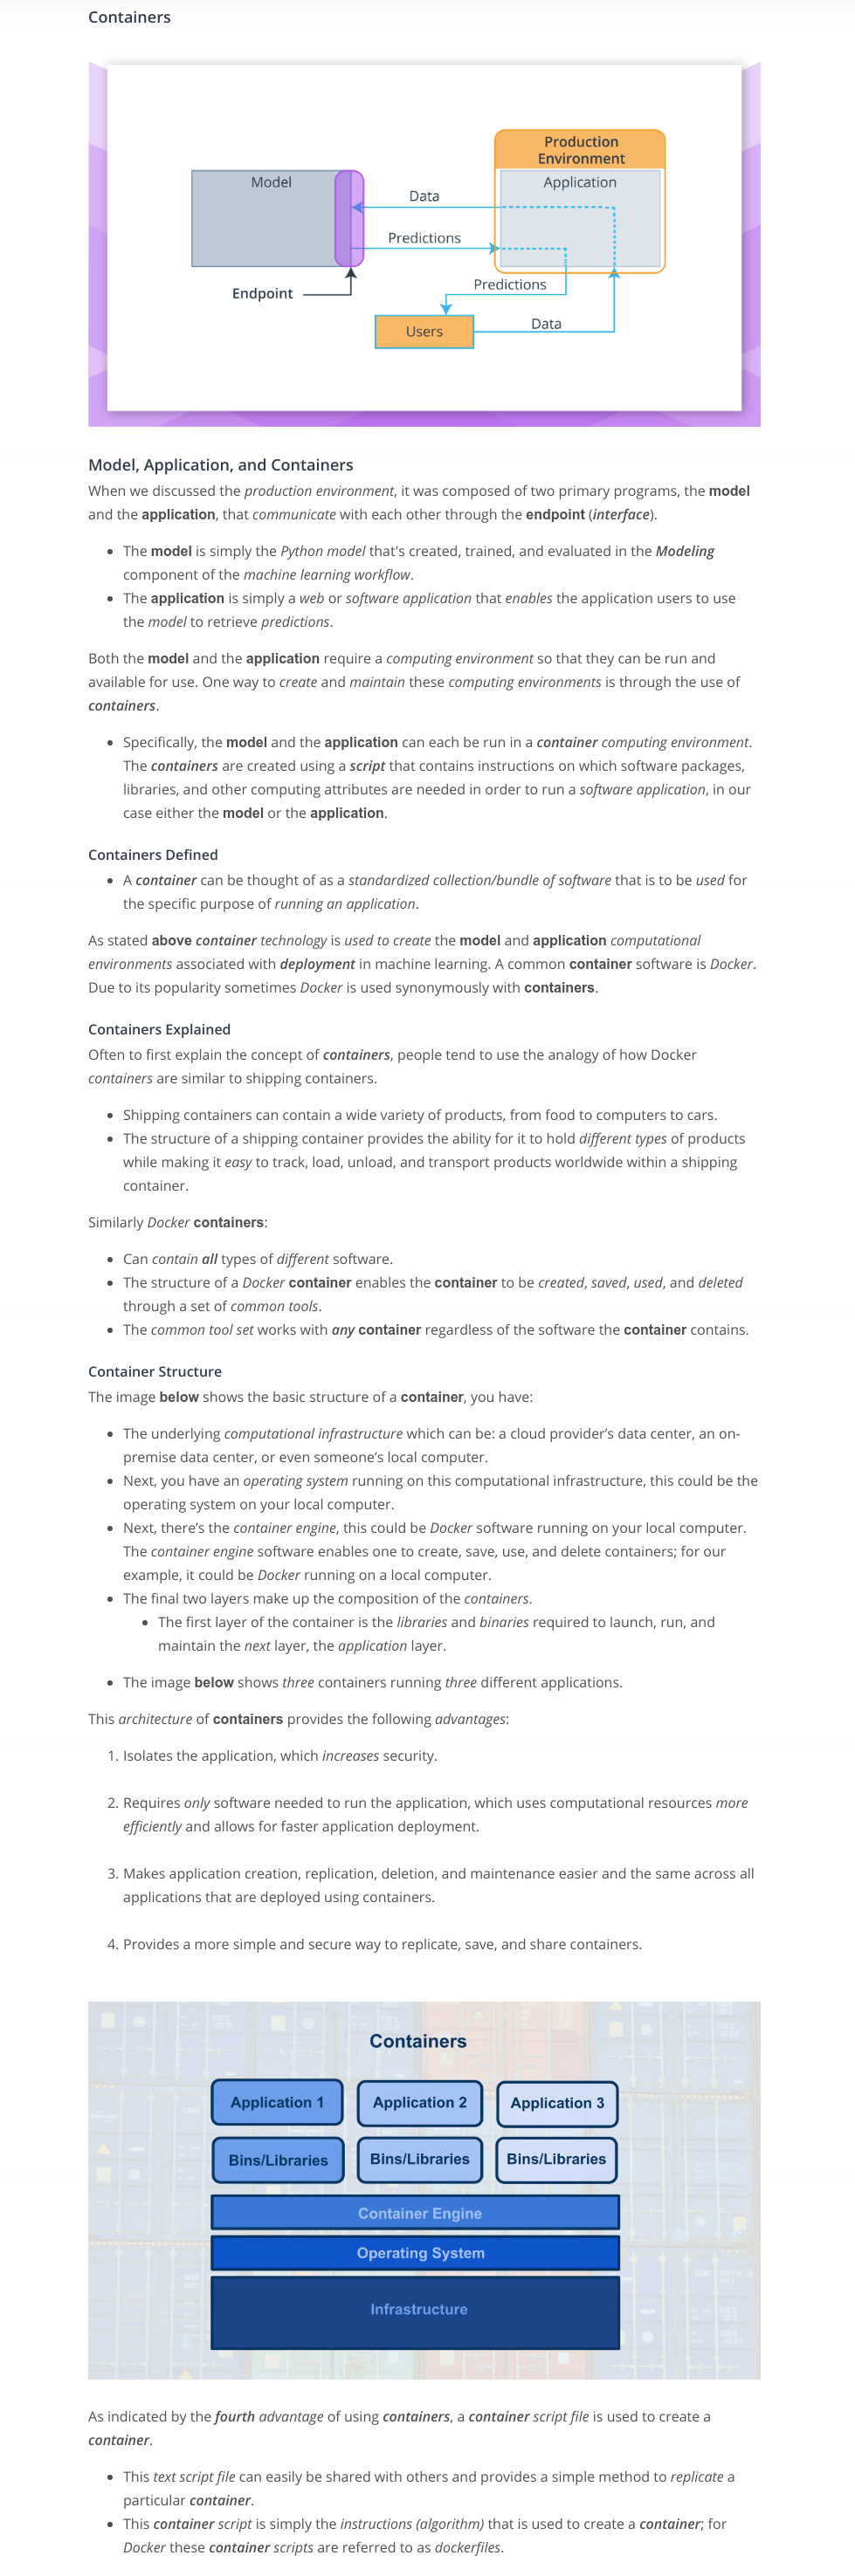 Containers
Production
Environment
Model
Application
Data
Predictions
Endpoint
Predictions
Users
Data
Model, Application, and Containers
When we discussed the production environment, it was composed of two primary programs, the model
and the application, that communicate with each other through the endpoint (interface).
• The model is simply the Python model that's created, trained, and evaluated in the Modeling
component of the machine learning workflow.
• The application is simply a web or software application that enables the application users to use
the model to retrieve predictions.
Both the model and the application require a computing environment so that they can be run and
available for use. One way to create and maintain these computing environments is through the use of
containers.
• Specifically, the model and the application can each be run in a container computing environment.
The containers are created using a script that contains instructions on which software packages,
libraries, and other computing attributes are needed in order to run a software application, in our
case either the model or the application.
Containers Defined
• A container can be thought of as a standardized collection/bundle of software that is to be used for
the specific purpose of running an application.
As stated above container technology is used to create the model and application computational
environments associated with deployment in machine learning. A common container software is Docker.
Due to its popularity sometimes Docker is used synonymously with containers.
Containers Explained
Often to first explain the concept of containers, people tend to use the analogy of how Docker
containers are similar to shipping containers.
• Shipping containers can contain a wide variety of products, from food to computers to cars.
• The structure of a shipping container provides the ability for it to hold different types of products
while making it easy to track, load, unload, and transport products worldwide within a shipping
container.
Similarly Docker containers:
• Can contain all types of different software.
• The structure of a Docker container enables the container to be created, saved, used, and deleted
through a set of common tools.
• The common tool set works with any container regardless of the software the container contains.
Container Structure
The image below shows the basic structure of a container, you have:
• The underlying computational infrastructure which can be: a cloud provider's data center, an on-
premise data center, or even someone's local computer.
• Next, you have an operating system running on this computational infrastructure, this could be the
operating system on your local computer.
• Next, there's the container engine, this could be Docker software running on your local computer.
The container engine software enables one to create, save, use, and delete containers; for our
example, it could be Docker running on a local computer.
• The final two layers make up the composition of the containers.
• The first layer of the container is the libraries and binaries required to launch, run, and
maintain the next layer, the application layer.
• The image below shows three containers running three different applications.
This architecture of containers provides the following advantages:
1. Isolates the application, which increases security.
2. Requires only software needed to run the application, which uses computational resources more
efficiently and allows for faster application deployment.
3. Makes application creation, replication, deletion, and maintenance easier and the same across all
applications that are deployed using containers.
4. Provides a more simple and secure way to replicate, save, and share containers.
Containers
Application 1 Application 2 Application 3
Bins/Libraries Bins/Libraries Bins/Libraries
Container Engine
Operating System
Infrastructure
As indicated by the fourth advantage of using containers, a container script file is used to create a
container.
• This text script file can easily be shared with others and provides a simple method to replicate a
particular container.
• This container script is simply the instructions (algorithm) that is used to create a container; for
Docker these container scripts are referred to as dockerfiles.